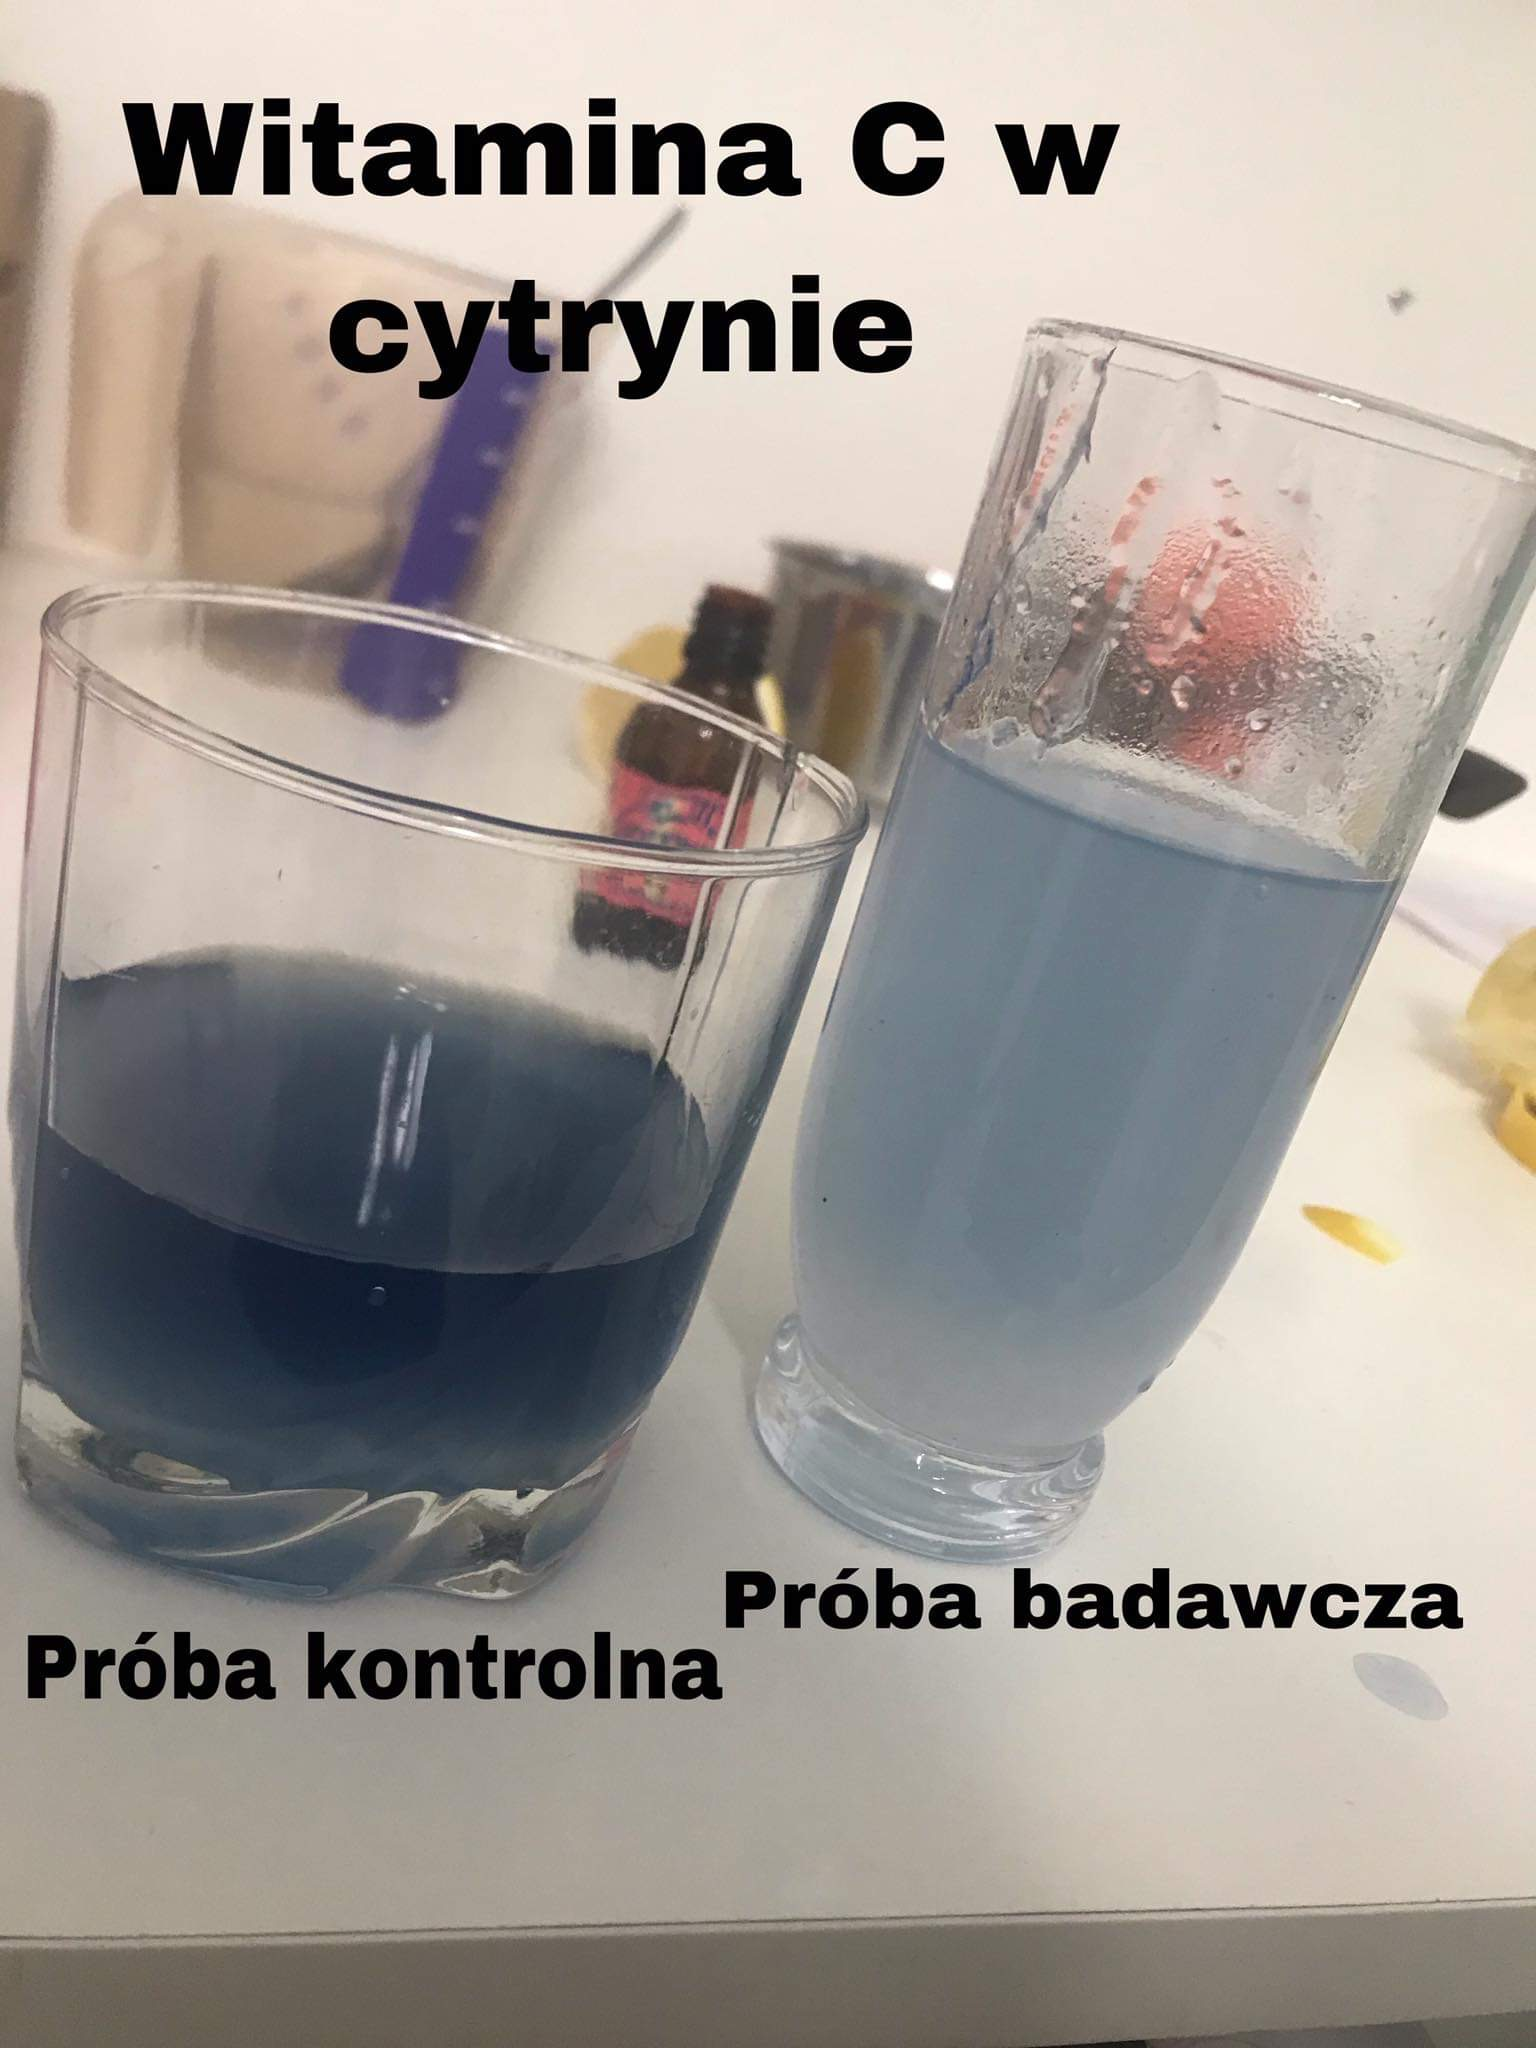 Witamina C w
cytrynie
Próba badawcza
Próba kontrolna